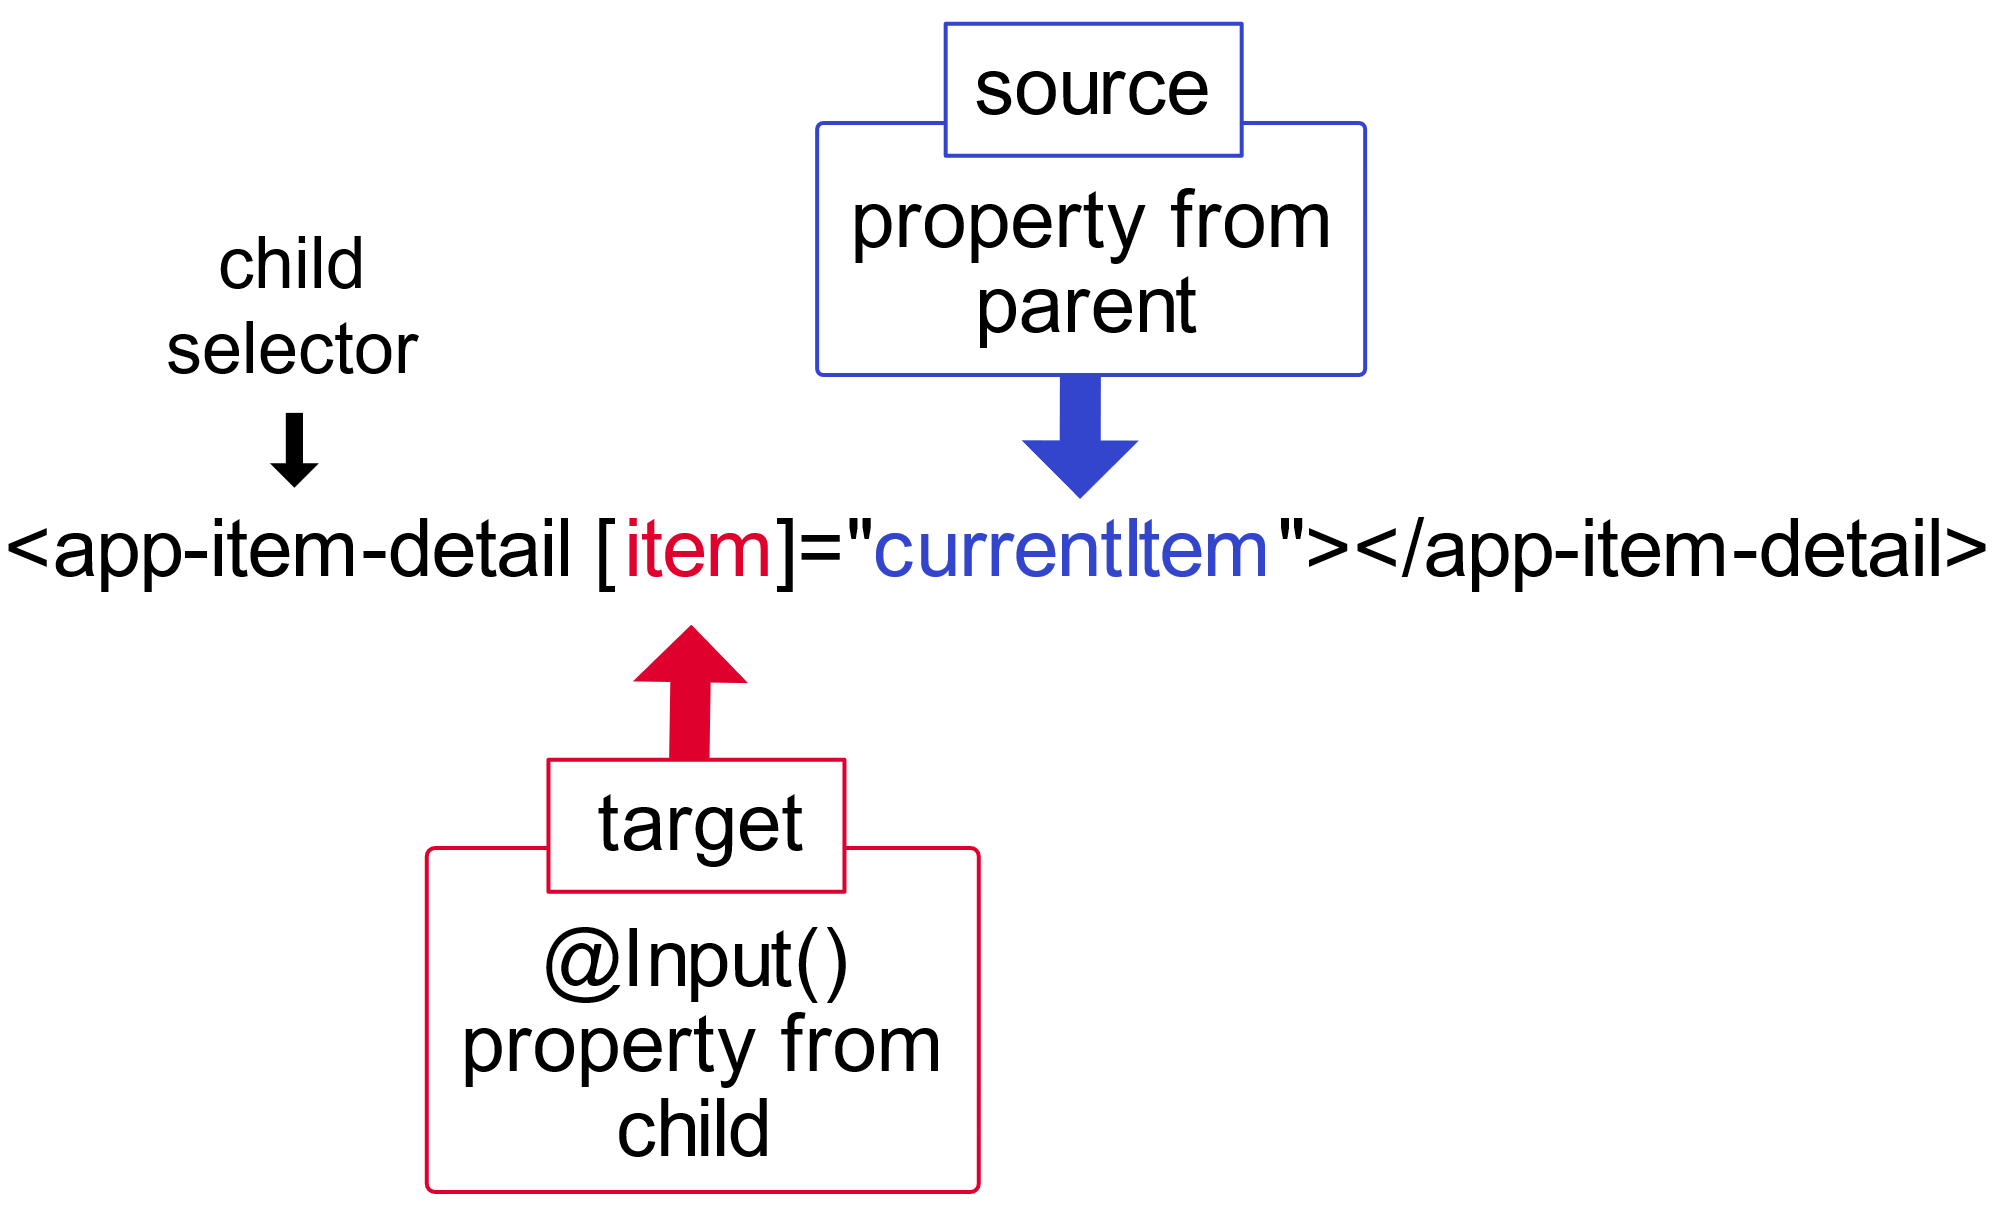 source
property from
parent
child
selector
<app-item-detail [item]="currentItem"></app-item-detail>
target
@Input()
property from
child